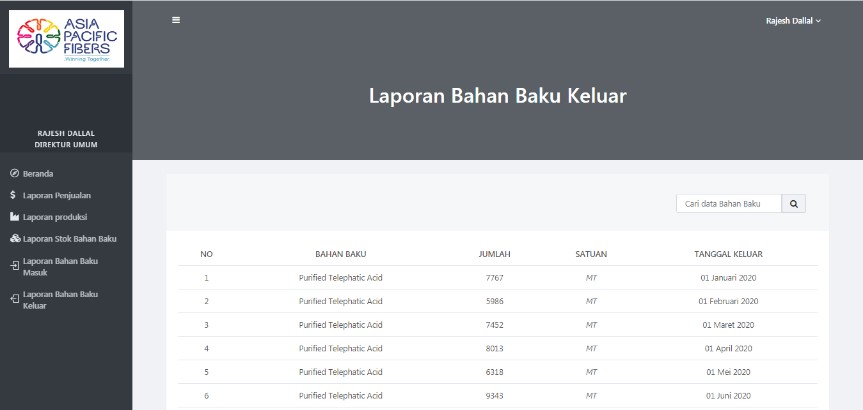 ASIA
PACIFIC
FIBERS
Winning Together
Rajesh Dallal
Laporan Bahan Baku Keluar
RAJESH DALLAL
DIREKTUR UMUM
Beranda
Laporan Penjualan
Laporan produksi
Laporan Stok Bahan Baku
Laporan Bahan Baku
Masuk
Laporan Bahan Baku
Keluar
Cari data Bahan Baku
NO BAHAN BAKU JUMLAH SATUAN TANGGAL KELUAR
1 Purified Telephatic Acid 7767 MT 01 Januari 2020
2 Purified Telephatic Acid 5986 MT 01 Februari 2020
3 Purified Telephatic Acid 7452 MT 01 Maret 2020
4 Purified Telephatic Acid 8013 MT 01 April 2020
5 Purified Telephatic Acid 6318 MT 01 Mei 2020
6 Purified Telephatic Acid 9343 MT 01 Juni 2020